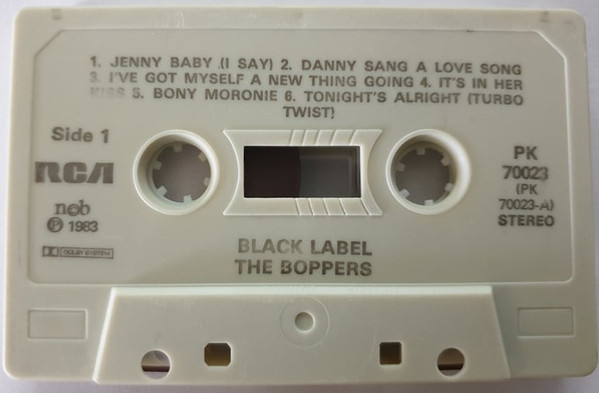 1. JENNY BABY (I SAY) 2. DANNY SANG A LOVE SONG
3. I'VE GOT MYSELF A NEW THING GOING 4. IT'S IN HER
KISS 5. BONY MORONIE 6. TONIGHT'S ALRIGHT (TURBO
TWIST)
Side 1
RCA
ncb
Ⓟ 1983
DOLBY SYSTEM
PK
70023
(PK
70023-A)
STEREO
BLACK LABEL
THE BOPPERS